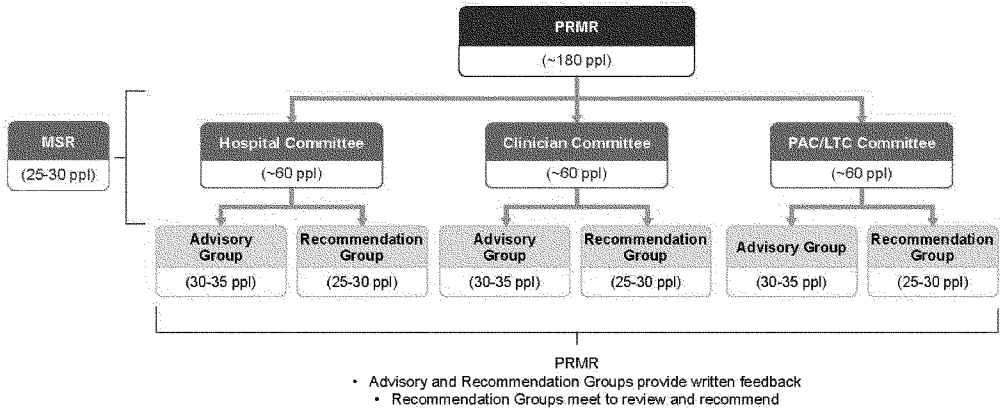 PRMR
(~180 ppl)
MSR
(25-30 ppl)
Hospital Committee
(~60 ppl)
Clinician Committee
(~60 ppl)
PAC/LTC Committee
(~60 ppl)
Advisory
Group
(30-35 ppl)
Recommendation
Group
(25-30 ppl)
Advisory
Group
(30-35 ppl)
Recommendation
Group
(25-30 ppl)
Advisory Group
(30-35 ppl)
Recommendation
Group
(25-30 ppl)
PRMR
• Advisory and Recommendation Groups provide written feedback
• Recommendation Groups meet to review and recommend